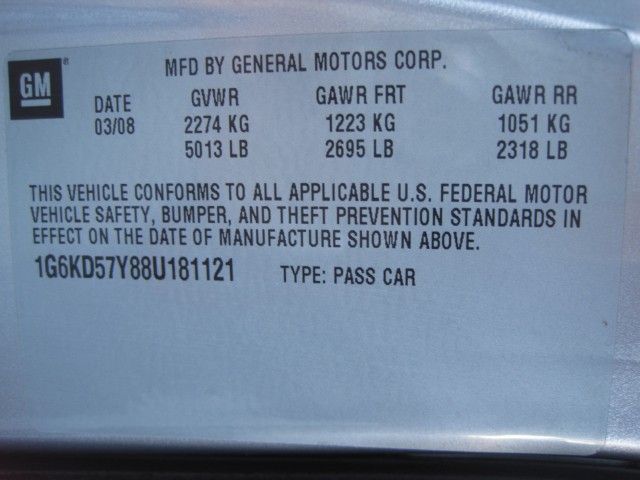 GM ®
MFD BY GENERAL MOTORS CORP.
DATE GVWR GAWR FRT GAWR RR
03/08 2274 KG 1223 KG 1051 KG
5013 LB 2695 LB 2318 LB
THIS VEHICLE CONFORMS TO ALL APPLICABLE U.S. FEDERAL MOTOR
VEHICLE SAFETY, BUMPER, AND THEFT PREVENTION STANDARDS IN
EFFECT ON THE DATE OF MANUFACTURE SHOWN ABOVE.
1G6KD57Y88U181121 TYPE: PASS CAR